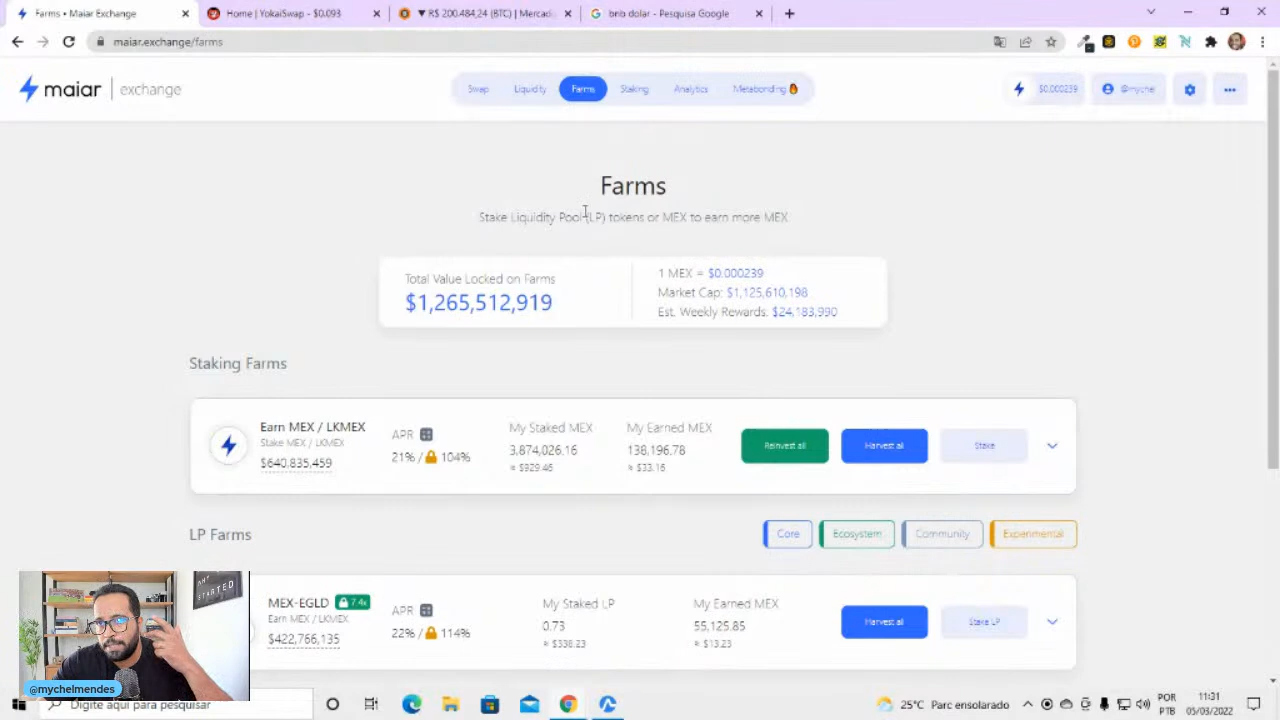 Farms • Maiar Exchange
Home | YokaiSwap - $0.093
▼ R$ 200.484,24 (BTC) | Mercad
bnb dolar - Pesquisa Google
maiar.exchange/farms
maiar | exchange
Swap
Liquidity
Farms
Staking
Analytics
Metabonding
$0.000239
@mychel
Farms
Stake Liquidity Pool (LP) tokens or MEX to earn more MEX
Total Value Locked on Farms
$1,265,512,919
1 MEX = $0.000239
Market Cap: $1,125,610,198
Est. Weekly Rewards: $24,183,990
Staking Farms
Earn MEX / LKMEX
Stake MEX / LKMEX
$640,835,459
APR
21% / 104%
My Staked MEX
3,874,026.16
≈ $929.46
My Earned MEX
138,196.78
≈ $33.16
Reinvest all
Harvest all
Stake
LP Farms
Core
Ecosystem
Community
Experimental
MEX-EGLD 7.4x
Earn MEX / LKMEX
$422,766,135
APR
22% / 114%
My Staked LP
0.73
≈ $336.23
My Earned MEX
55,125.85
≈ $13.23
Harvest all
Stake LP
STARTED
@mychelmendes
Digite aqui para pesquisar
25°C Parc ensolarado
POR
PTB
11:31
05/03/2022